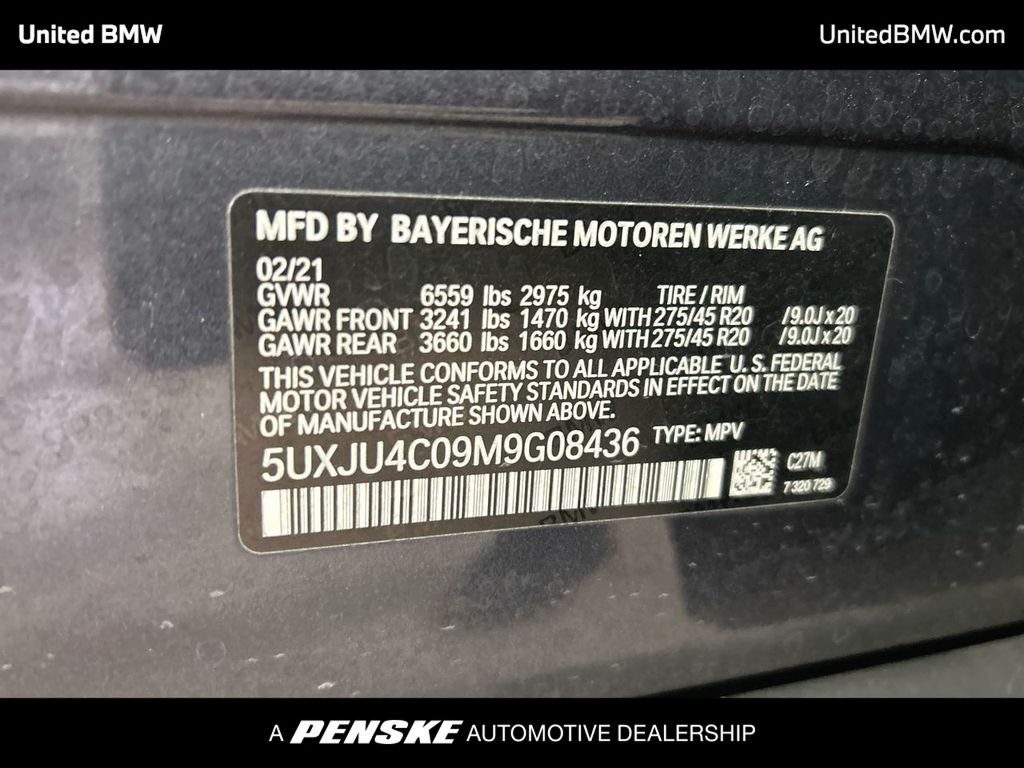 United BMW
UnitedBMW.com
MFD BY BAYERISCHE MOTOREN WERKE AG
02/21
GVWR 6559 lbs 2975 kg TIRE / RIM
GAWR FRONT 3241 lbs 1470 kg WITH 275/45 R20 /9.0J x 20
GAWR REAR 3660 lbs 1660 kg WITH 275/45 R20 /9.0J x 20
THIS VEHICLE CONFORMS TO ALL APPLICABLE U. S. FEDERAL
MOTOR VEHICLE SAFETY STANDARDS IN EFFECT ON THE DATE
OF MANUFACTURE SHOWN ABOVE.
5UXJU4C09M9G08436 TYPE: MPV
C27M
7 320 729
BMW
A PENSKE AUTOMOTIVE DEALERSHIP